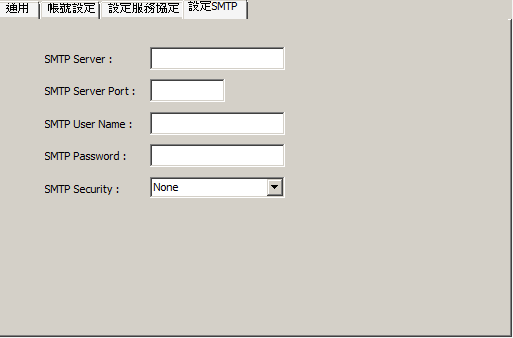 通用 帳號設定 設定服務協定 設定SMTP
SMTP Server :
SMTP Server Port :
SMTP User Name :
SMTP Password :
SMTP Security : None